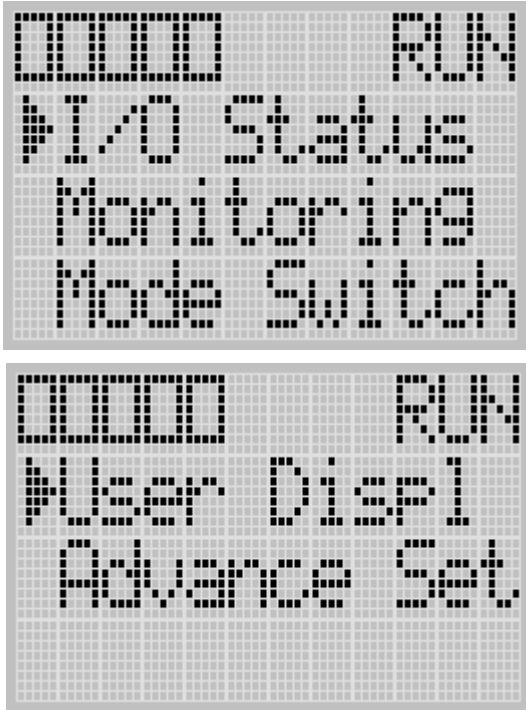 □□□□□ RUN
▶I/O Status
Monitoring
Mode Switch
□□□□□ RUN
▶User Displ
Advance Set